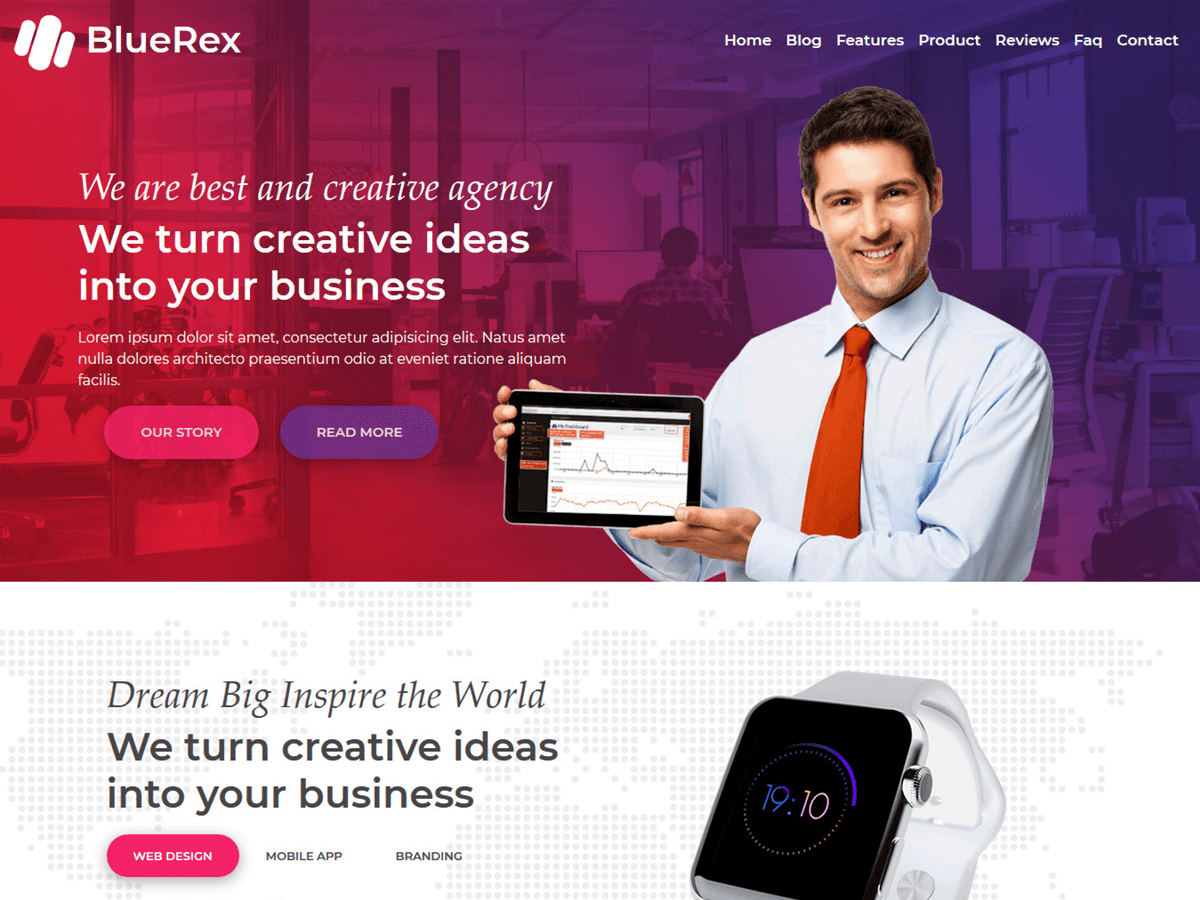 BlueRex
Home Blog Features Product Reviews Faq Contact
We are best and creative agency
We turn creative ideas
into your business
Lorem ipsum dolor sit amet, consectetur adipisicing elit. Natus amet
nulla dolores architecto praesentium odio at eveniet ratione aliquam
facilis.
OUR STORY READ MORE
My Dashboard
Dream Big Inspire the World
We turn creative ideas
into your business
19:10
WEB DESIGN MOBILE APP BRANDING